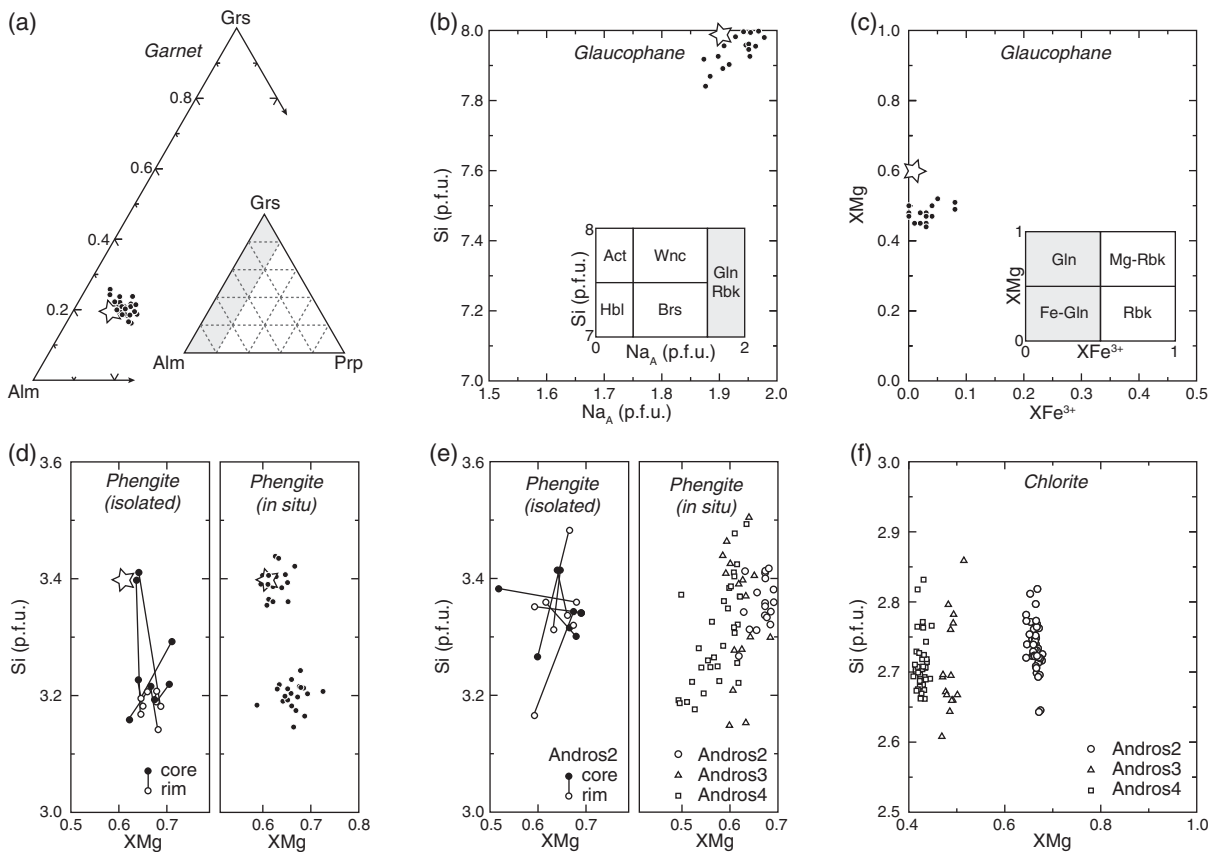 (a)
Garnet
Grs
0.8
0.6
0.4
0.2
Alm
Grs
Alm
Prp
(b)
Glaucophane
8.0
7.8
7.6
7.4
7.2
7.0
Si (p.f.u.)
1.5 1.6 1.7 1.8 1.9 2.0
Na_A (p.f.u.)
8
7
Si (p.f.u.)
Act Wnc Gln
Rbk
Hbl Brs
0 2
Na_A (p.f.u.)
(c)
Glaucophane
1.0
0.8
0.6
0.4
0.2
0.0
XMg
0.0 0.1 0.2 0.3 0.4 0.5
XFe³⁺
1
0
XMg
Gln Mg-Rbk
Fe-Gln Rbk
0 1
XFe³⁺
(d)
Phengite
(isolated)
Phengite
(in situ)
3.6
3.4
3.2
3.0
Si (p.f.u.)
core
rim
0.5 0.6 0.7 0.6 0.7 0.8
XMg XMg
(e)
Phengite
(isolated)
Phengite
(in situ)
3.6
3.4
3.2
3.0
Si (p.f.u.)
Andros2
core
rim
Andros2
Andros3
Andros4
0.5 0.6 0.7 0.5 0.6 0.7
XMg XMg
(f)
Chlorite
3.0
2.9
2.8
2.7
2.6
2.5
Si (p.f.u.)
Andros2
Andros3
Andros4
0.4 0.6 0.8 1.0
XMg